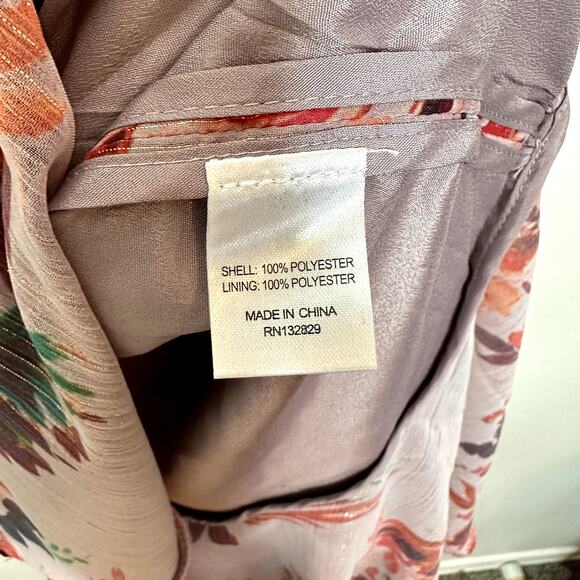 SHELL: 100% POLYESTER
LINING: 100% POLYESTER
MADE IN CHINA
RN132829